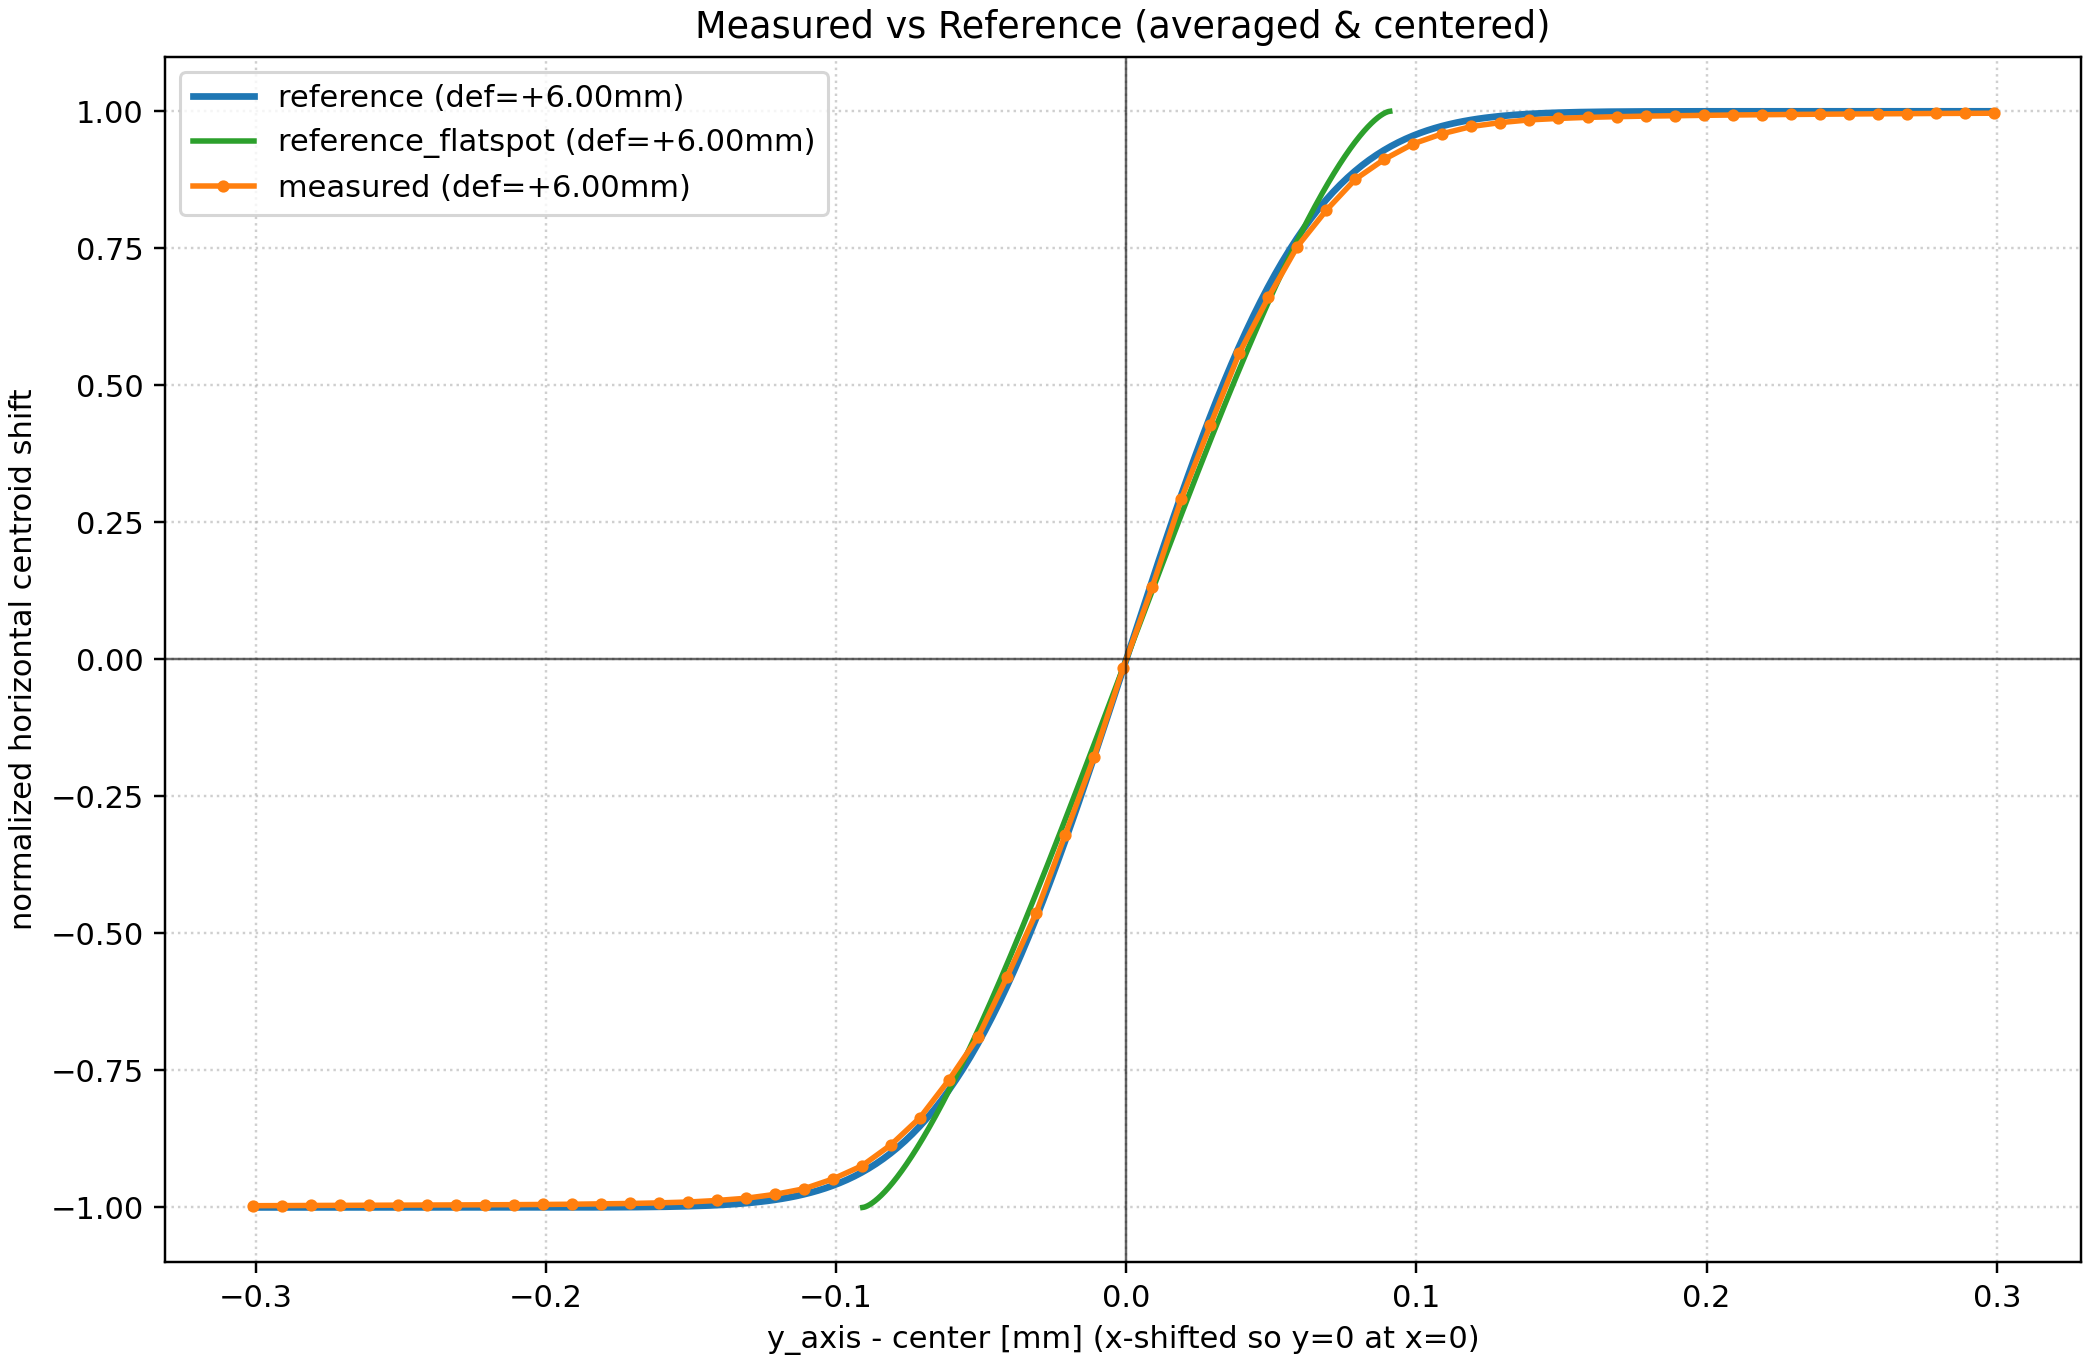 Measured vs Reference (averaged & centered)
reference (def=+6.00mm)
reference_flatspot (def=+6.00mm)
measured (def=+6.00mm)
1.00
0.75
0.50
0.25
0.00
−0.25
−0.50
−0.75
−1.00
normalized horizontal centroid shift
−0.3
−0.2
−0.1
0.0
0.1
0.2
0.3
y_axis - center [mm] (x-shifted so y=0 at x=0)